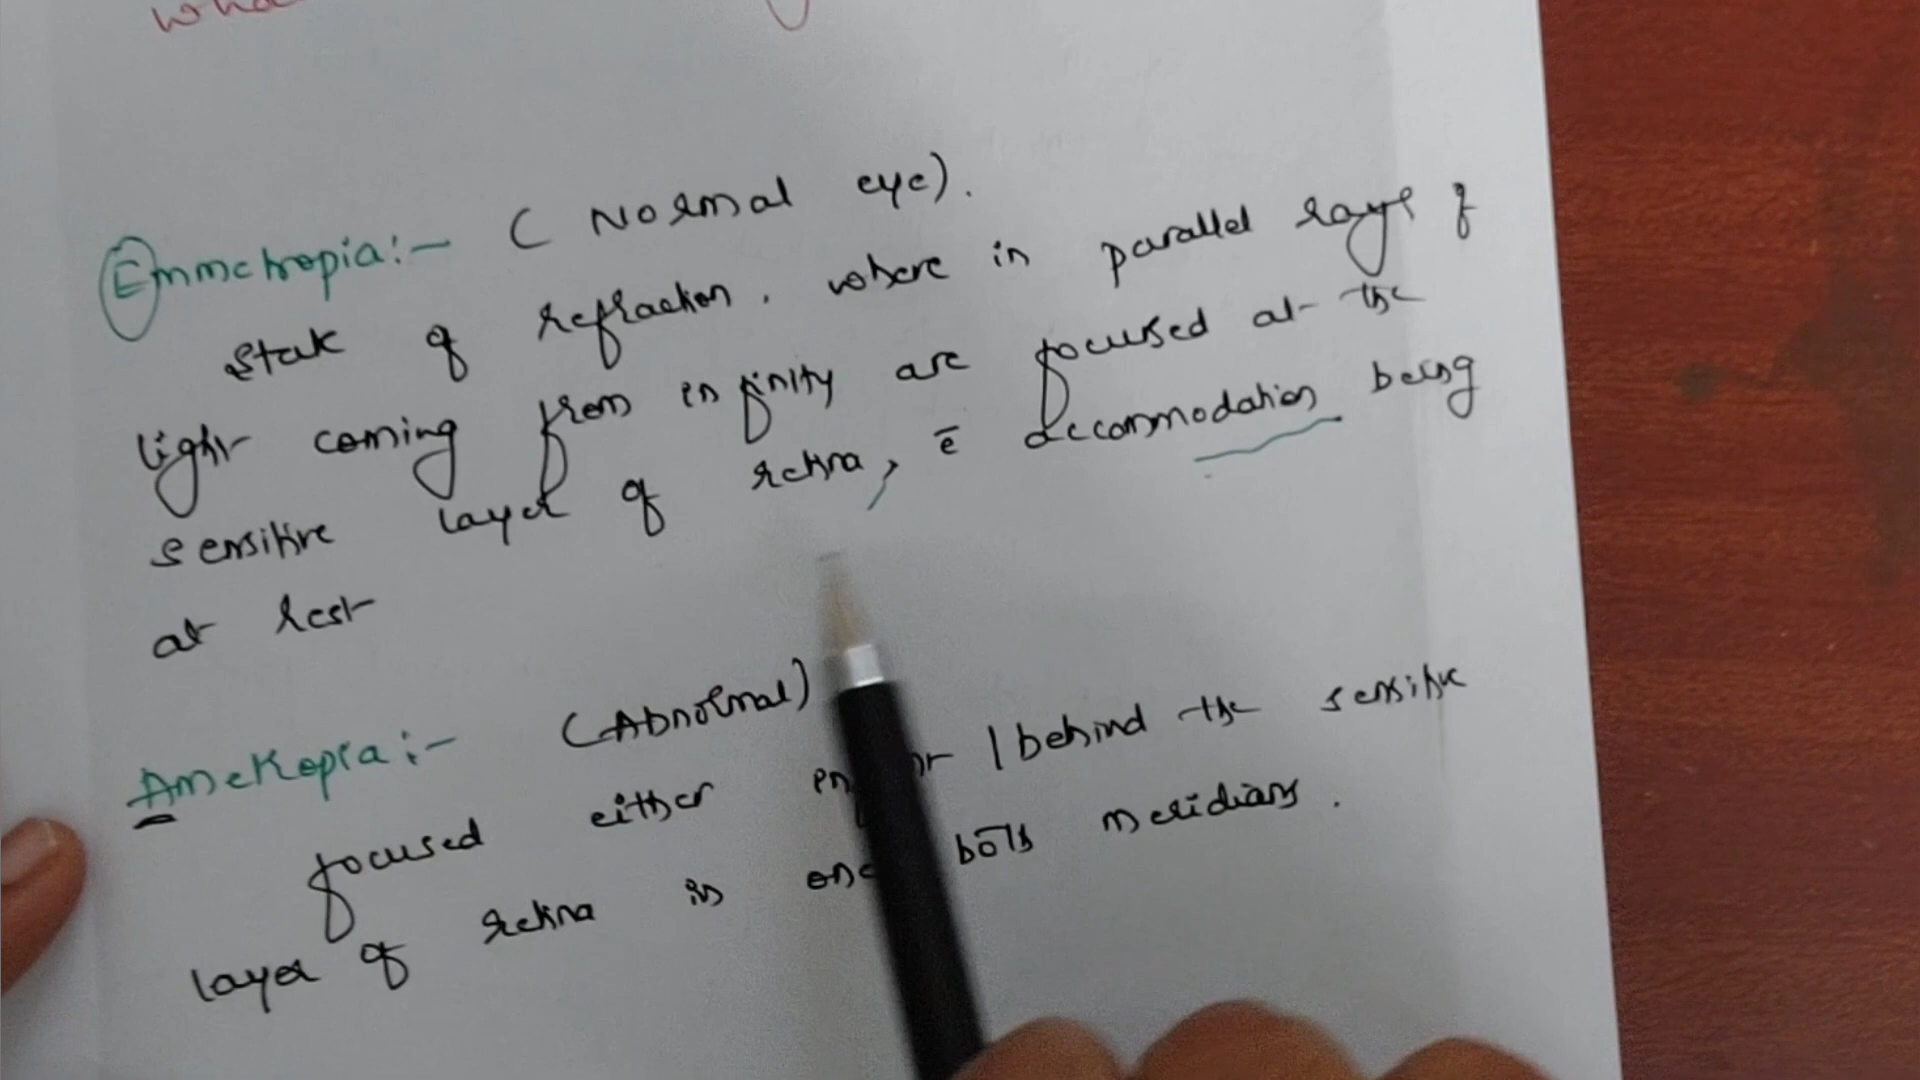 Emmetropia:- (Normal eye).
state of refraction, where in parallel rays of
light coming from infinity are focused at the
sensitive layer of retina, c̄ accommodation being
at rest
Ametropia:- (Abnormal)
focused either / behind the sensitive
layer of retina in one both meridians.